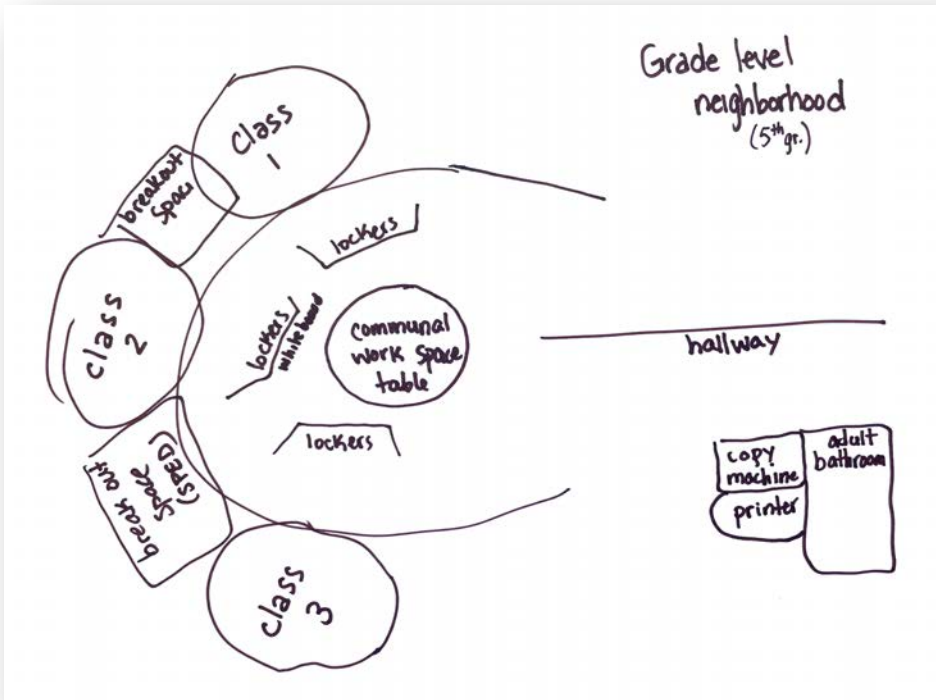 Grade level
neighborhood
(5th gr.)
Class
1
breakout
space
Class
2
lockers
lockers/
whiteboard
communal
work space
table
lockers
hallway
break out
space
(SPED)
class
3
copy
machine
printer
adult
bathroom